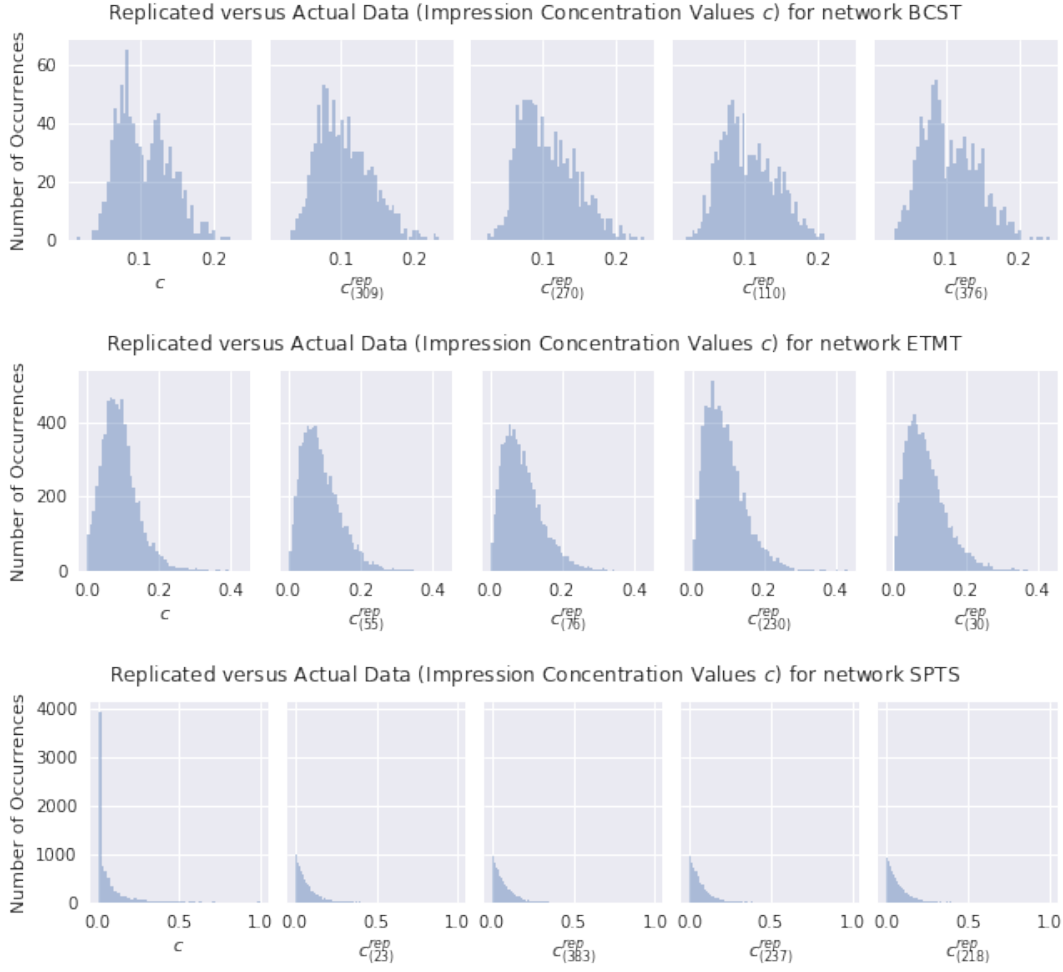 Replicated versus Actual Data (Impression Concentration Values c) for network BCST
Number of Occurrences
60
40
20
0
0.1 0.2 0.1 0.2 0.1 0.2 0.1 0.2 0.1 0.2
c c^{rep}_{(309)} c^{rep}_{(270)} c^{rep}_{(110)} c^{rep}_{(376)}
Replicated versus Actual Data (Impression Concentration Values c) for network ETMT
Number of Occurrences
400
200
0
0.0 0.2 0.4 0.0 0.2 0.4 0.0 0.2 0.4 0.0 0.2 0.4 0.0 0.2 0.4
c c^{rep}_{(55)} c^{rep}_{(76)} c^{rep}_{(230)} c^{rep}_{(30)}
Replicated versus Actual Data (Impression Concentration Values c) for network SPTS
Number of Occurrences
4000
3000
2000
1000
0
0.0 0.5 1.0 0.0 0.5 1.0 0.0 0.5 1.0 0.0 0.5 1.0 0.0 0.5 1.0
c c^{rep}_{(23)} c^{rep}_{(383)} c^{rep}_{(237)} c^{rep}_{(218)}